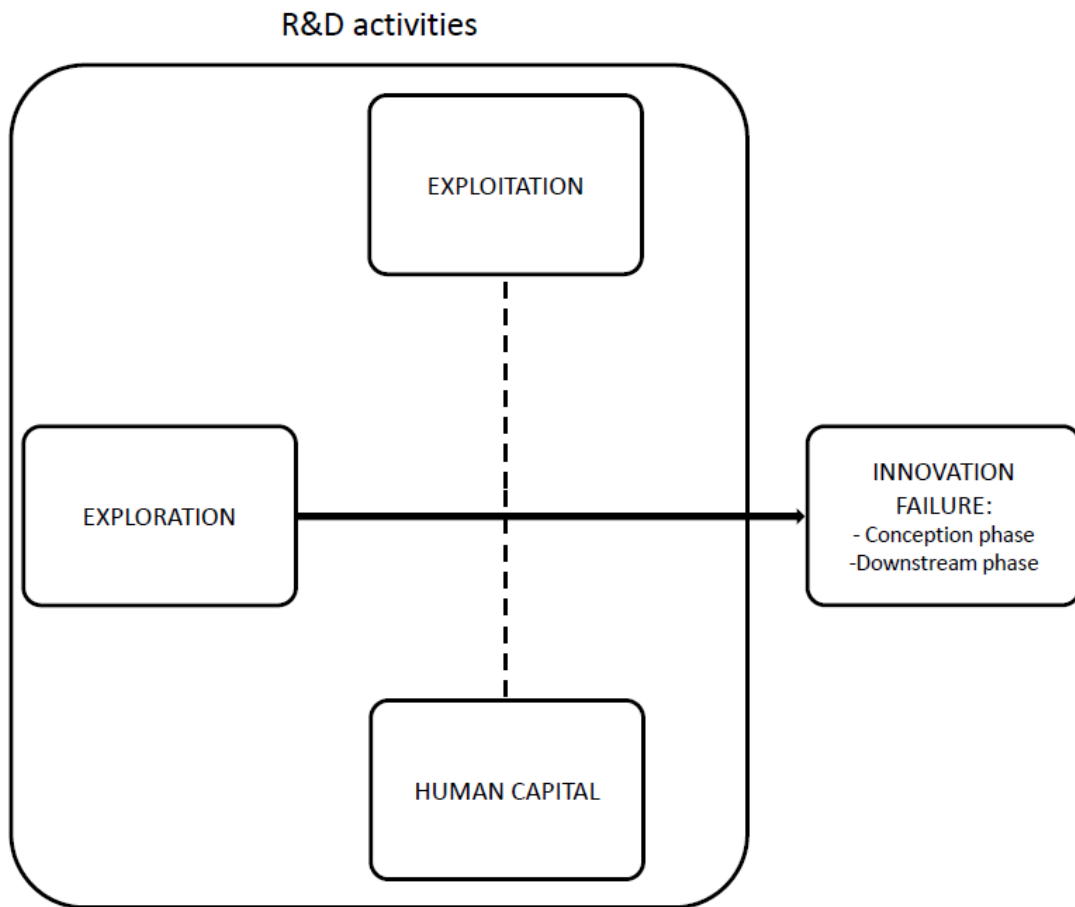 R&D activities
EXPLOITATION
EXPLORATION
INNOVATION
FAILURE:
- Conception phase
-Downstream phase
HUMAN CAPITAL